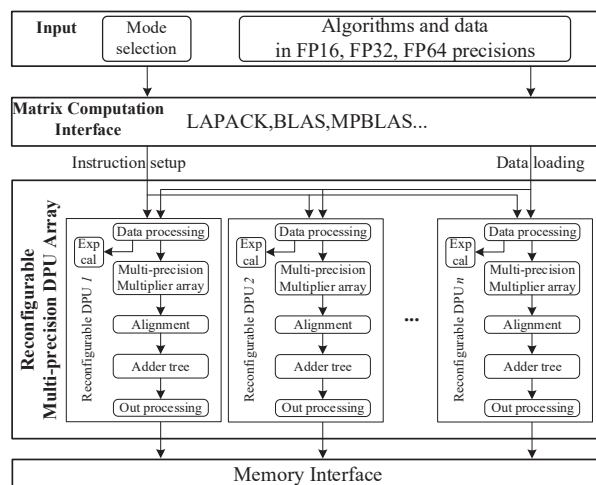 Input
Mode
selection
Algorithms and data
in FP16, FP32, FP64 precisions
Matrix Computation
Interface
LAPACK,BLAS,MPBLAS...
Instruction setup
Data loading
Reconfigurable
Multi-precision DPU Array
Reconfigurable DPU 1
Data processing
Exp
cal
Multi-precision
Multiplier array
Alignment
Adder tree
Out processing
Reconfigurable DPU 2
Data processing
Exp
cal
Multi-precision
Multiplier array
Alignment
Adder tree
Out processing
...
Reconfigurable DPU n
Data processing
Exp
cal
Multi-precision
Multiplier array
Alignment
Adder tree
Out processing
Memory Interface